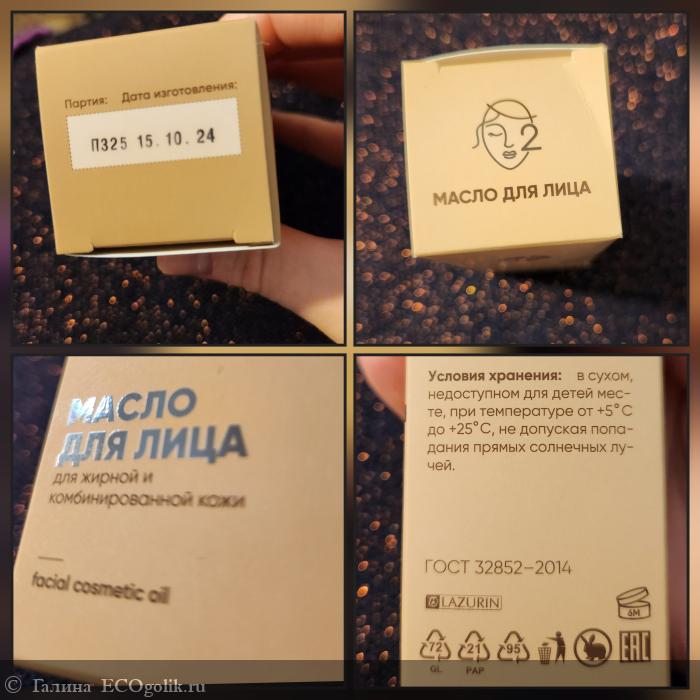 Партия: Дата изготовления:
П325 15.10.24
2
МАСЛО ДЛЯ ЛИЦА
МАСЛО
ДЛЯ ЛИЦА
для жирной и
комбинированной кожи
facial cosmetic oil
Условия хранения: в сухом,
недоступном для детей мес-
те, при температуре от +5°C
до +25°C, не допуская попа-
дания прямых солнечных лу-
чей.
ГОСТ 32852–2014
LAZURIN
6M
72 21 95
GL PAP
EAC
© Галина ECOgolik.ru